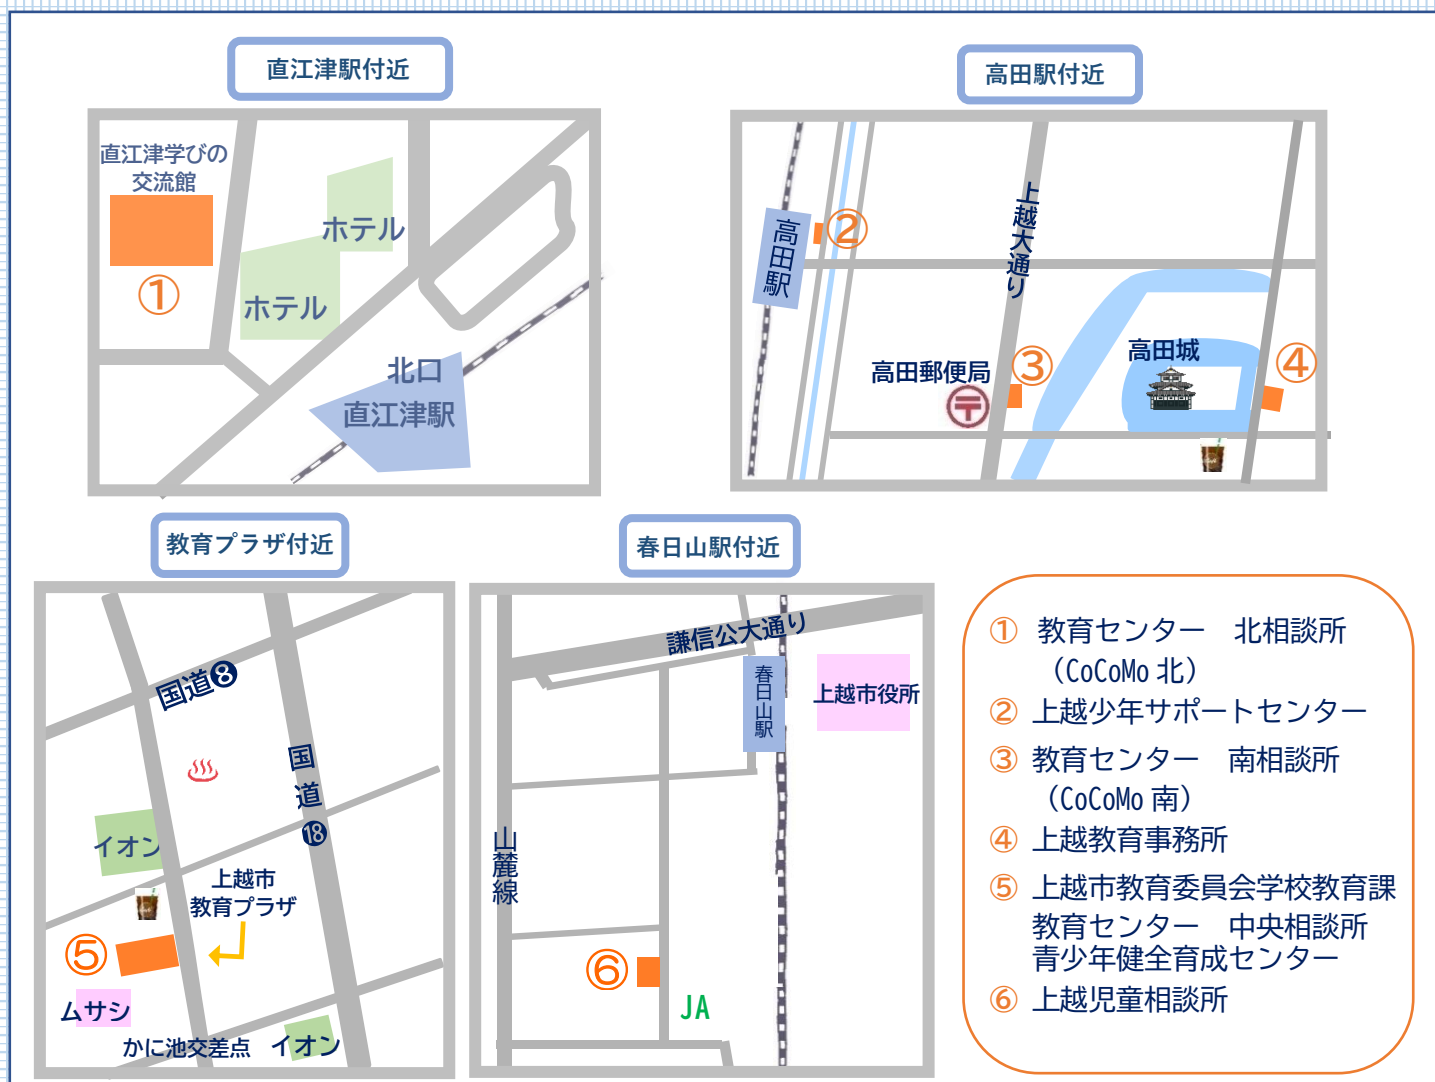 直江津駅付近
直江津学びの
交流館
ホテル
ホテル
①
北口
直江津駅
高田駅付近
高田駅
②
上越大通り
高田郵便局
③
高田城
④
教育プラザ付近
国道❽
国道⓲
イオン
上越市
教育プラザ
⑤
ムサシ
かに池交差点
イオン
春日山駅付近
謙信公大通り
春日山駅
上越市役所
山麓線
⑥
JA
① 教育センター　北相談所
（CoCoMo 北）
② 上越少年サポートセンター
③ 教育センター　南相談所
（CoCoMo 南）
④ 上越教育事務所
⑤ 上越市教育委員会学校教育課
教育センター　中央相談所
青少年健全育成センター
⑥ 上越児童相談所